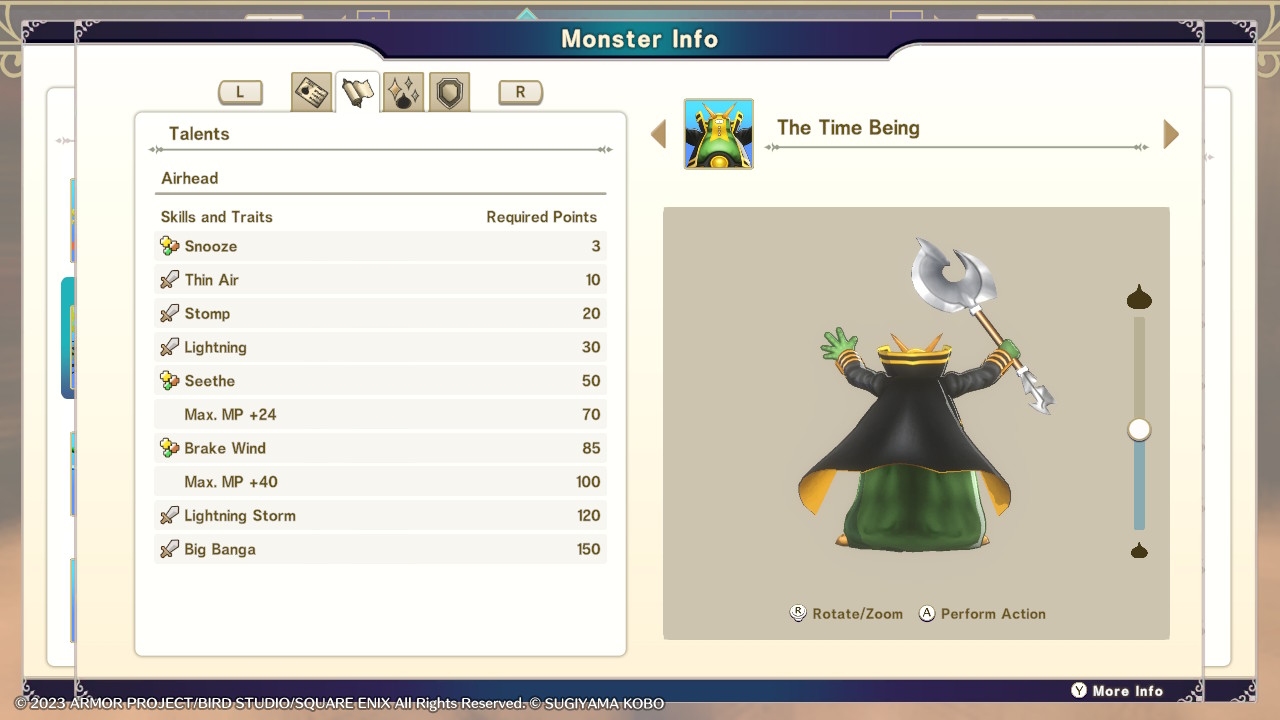 Monster Info
L
R
Talents
The Time Being
Airhead
Skills and Traits Required Points
Snooze 3
Thin Air 10
Stomp 20
Lightning 30
Seethe 50
Max. MP +24 70
Brake Wind 85
Max. MP +40 100
Lightning Storm 120
Big Banga 150
R Rotate/Zoom A Perform Action
Y More Info
© 2023 ARMOR PROJECT/BIRD STUDIO/SQUARE ENIX All Rights Reserved. © SUGIYAMA KOBO